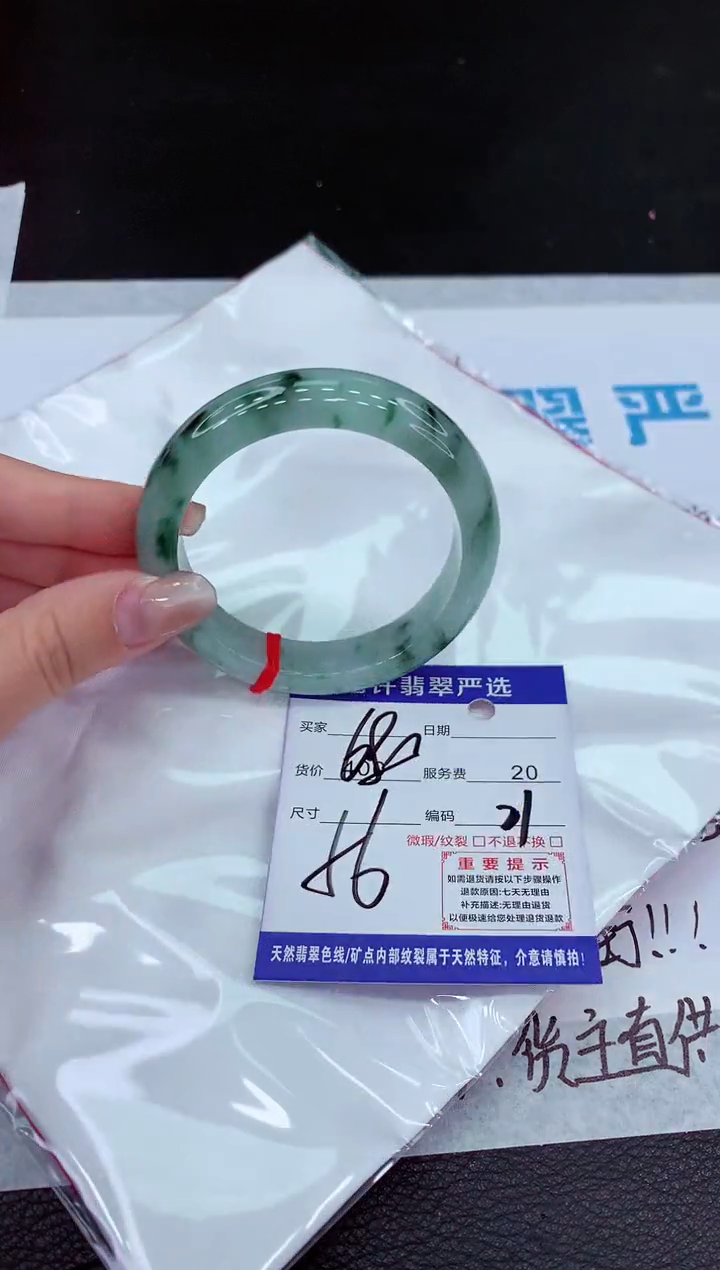 翠严
翡翠严选
买家
日期
货价
服务费 20
尺寸 56
编码 21
微瑕/纹裂 □不退不换 □
重要提示
如需退货请按以下步骤操作
退款原因:七天无理由
补充描述:无理由退货
以便极速给您处理退货退款
天然翡翠色线/矿点内部纹裂属于天然特征，介意请慎拍!
!!!
货主直供